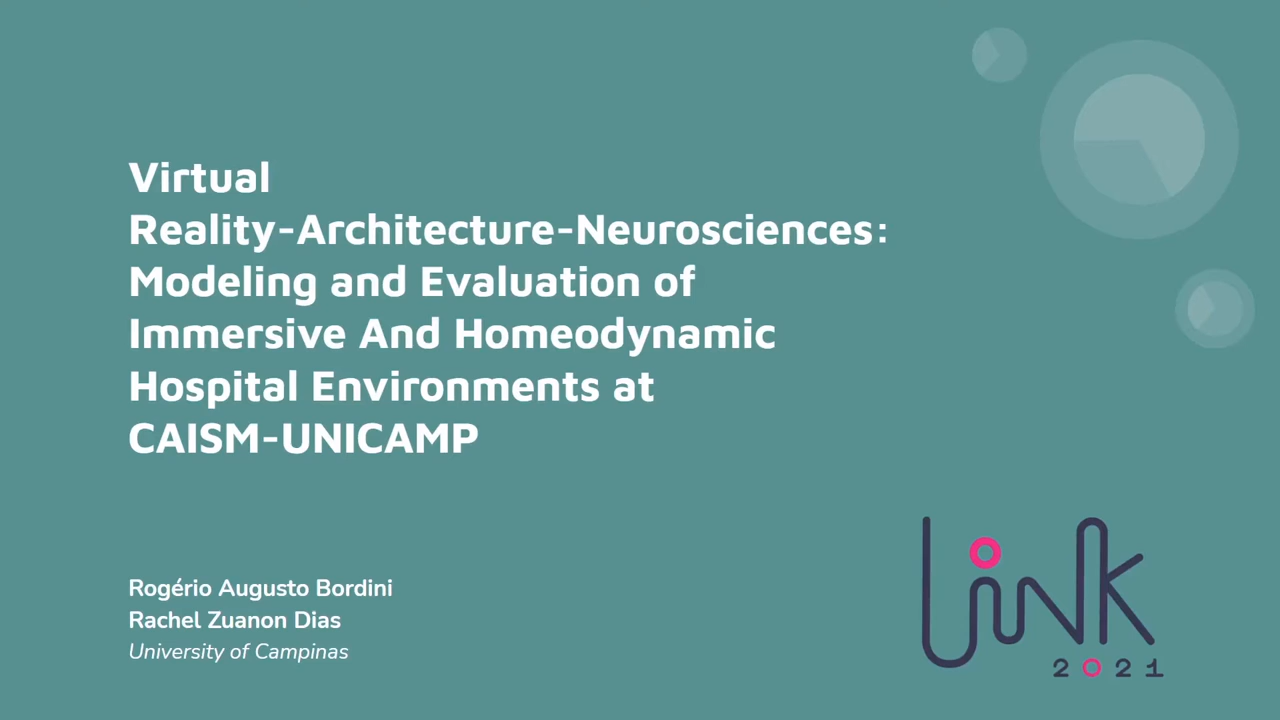 Virtual
Reality-Architecture-Neurosciences:
Modeling and Evaluation of
Immersive And Homeodynamic
Hospital Environments at
CAISM-UNICAMP
Rogério Augusto Bordini
Rachel Zuanon Dias
University of Campinas
Link
2021